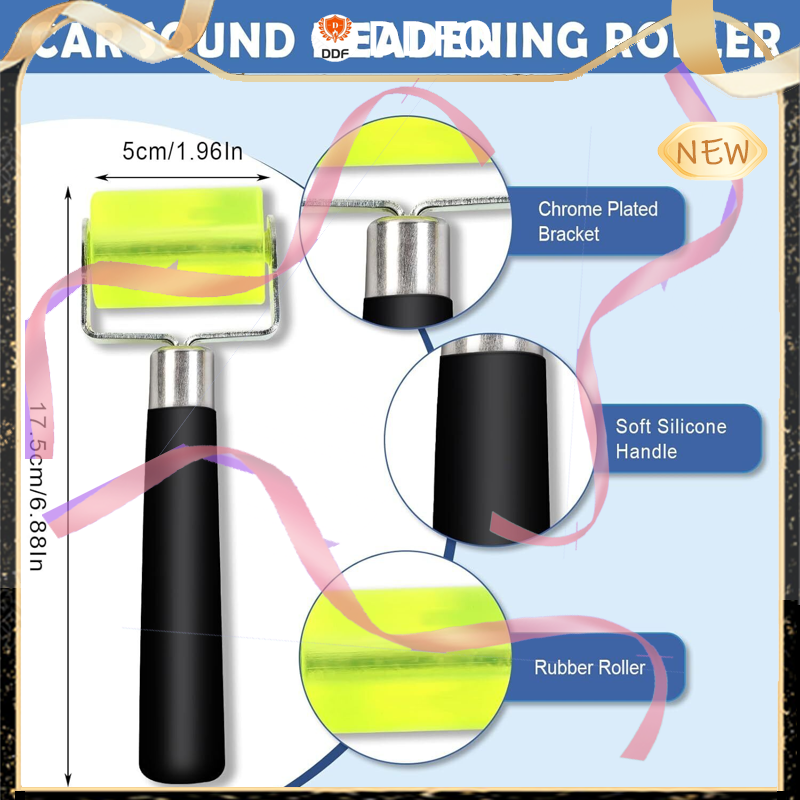 CAR SOUND DEADENING ROLLER
DDF
NEW
5cm/1.96In
Chrome Plated
Bracket
17.5cm/6.88In
Soft Silicone
Handle
Rubber Roller